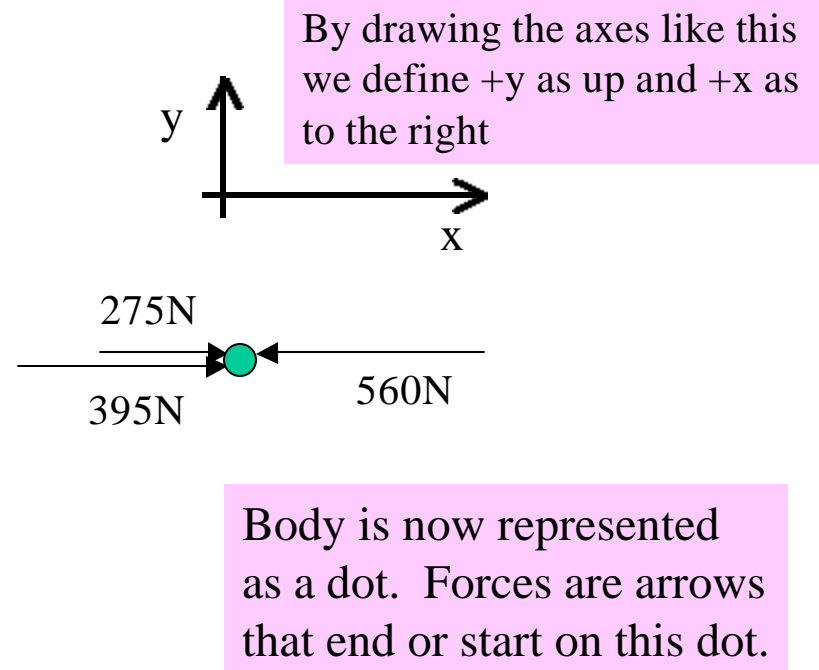 By drawing the axes like this
we define +y as up and +x as
to the right
y
x
275N
395N
560N
Body is now represented
as a dot. Forces are arrows
that end or start on this dot.